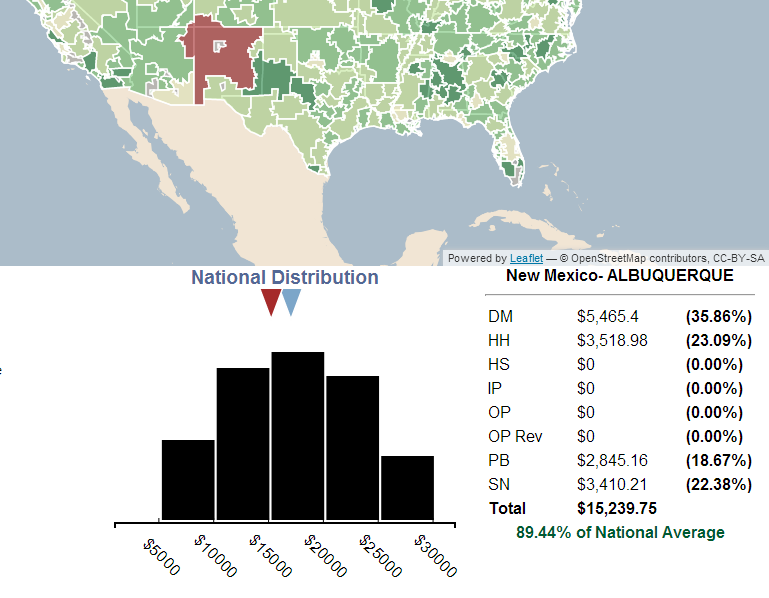 Powered by Leaflet — © OpenStreetMap contributors, CC-BY-SA
National Distribution
$5000
$10000
$15000
$20000
$25000
$30000
New Mexico- ALBUQUERQUE
DM $5,465.4 (35.86%)
HH $3,518.98 (23.09%)
HS $0 (0.00%)
IP $0 (0.00%)
OP $0 (0.00%)
OP Rev $0 (0.00%)
PB $2,845.16 (18.67%)
SN $3,410.21 (22.38%)
Total $15,239.75
89.44% of National Average